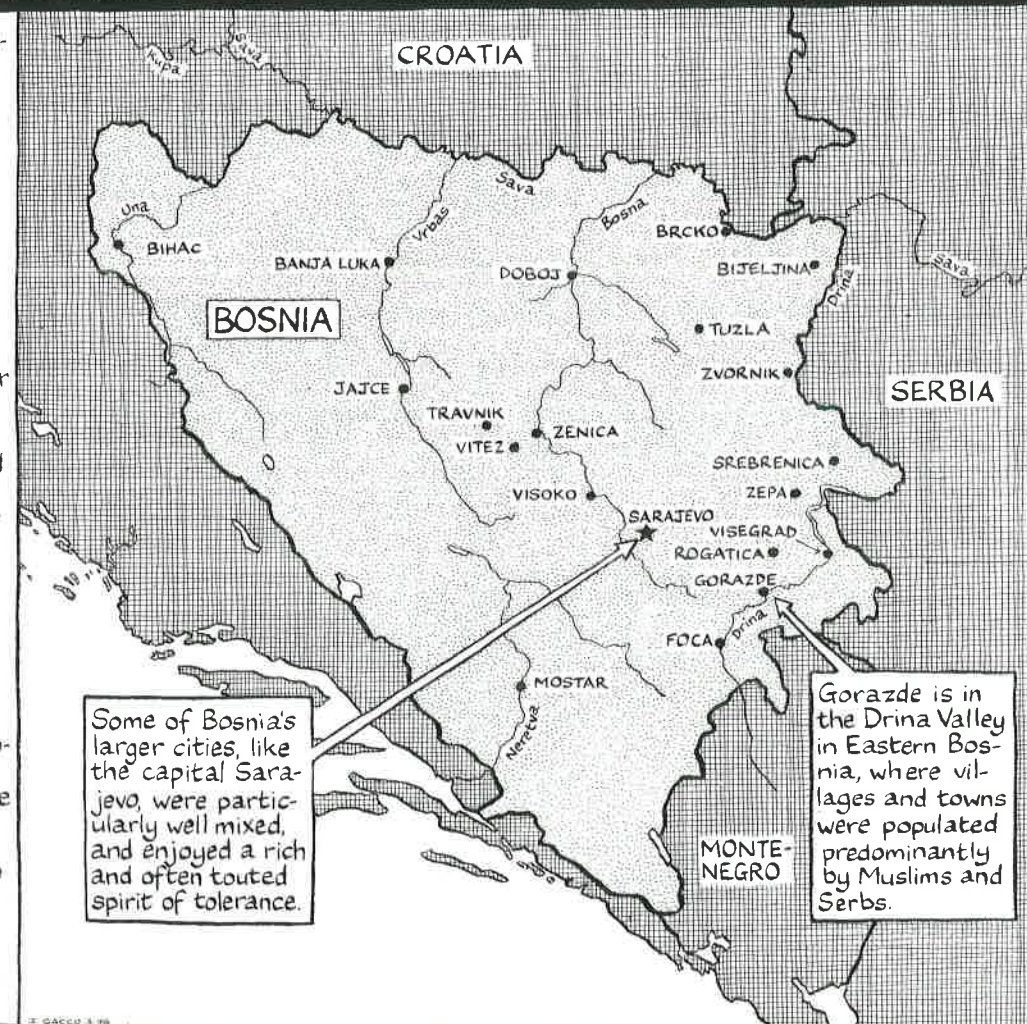 CROATIA
Kupa
Sava
Una
BIHAC
Vrbas
Sava
Bosna
BRCKO
BANJA LUKA
DOBOJ
BIJELJINA
Drina
Sava
BOSNIA
TUZLA
ZVORNIK
SERBIA
JAJCE
TRAVNIK
VITEZ
ZENICA
SREBRENICA
VISOKO
ZEPA
SARAJEVO
VISEGRAD
ROGATICA
GORAZDE
Drina
FOCA
MOSTAR
Neretva
Some of Bosnia's
larger cities, like
the capital Sara-
jevo, were partic-
ularly well mixed,
and enjoyed a rich
and often touted
spirit of tolerance.
Gorazde is in
the Drina Valley
in Eastern Bos-
nia, where vil-
lages and towns
were populated
predominantly
by Muslims and
Serbs.
MONTE-
NEGRO